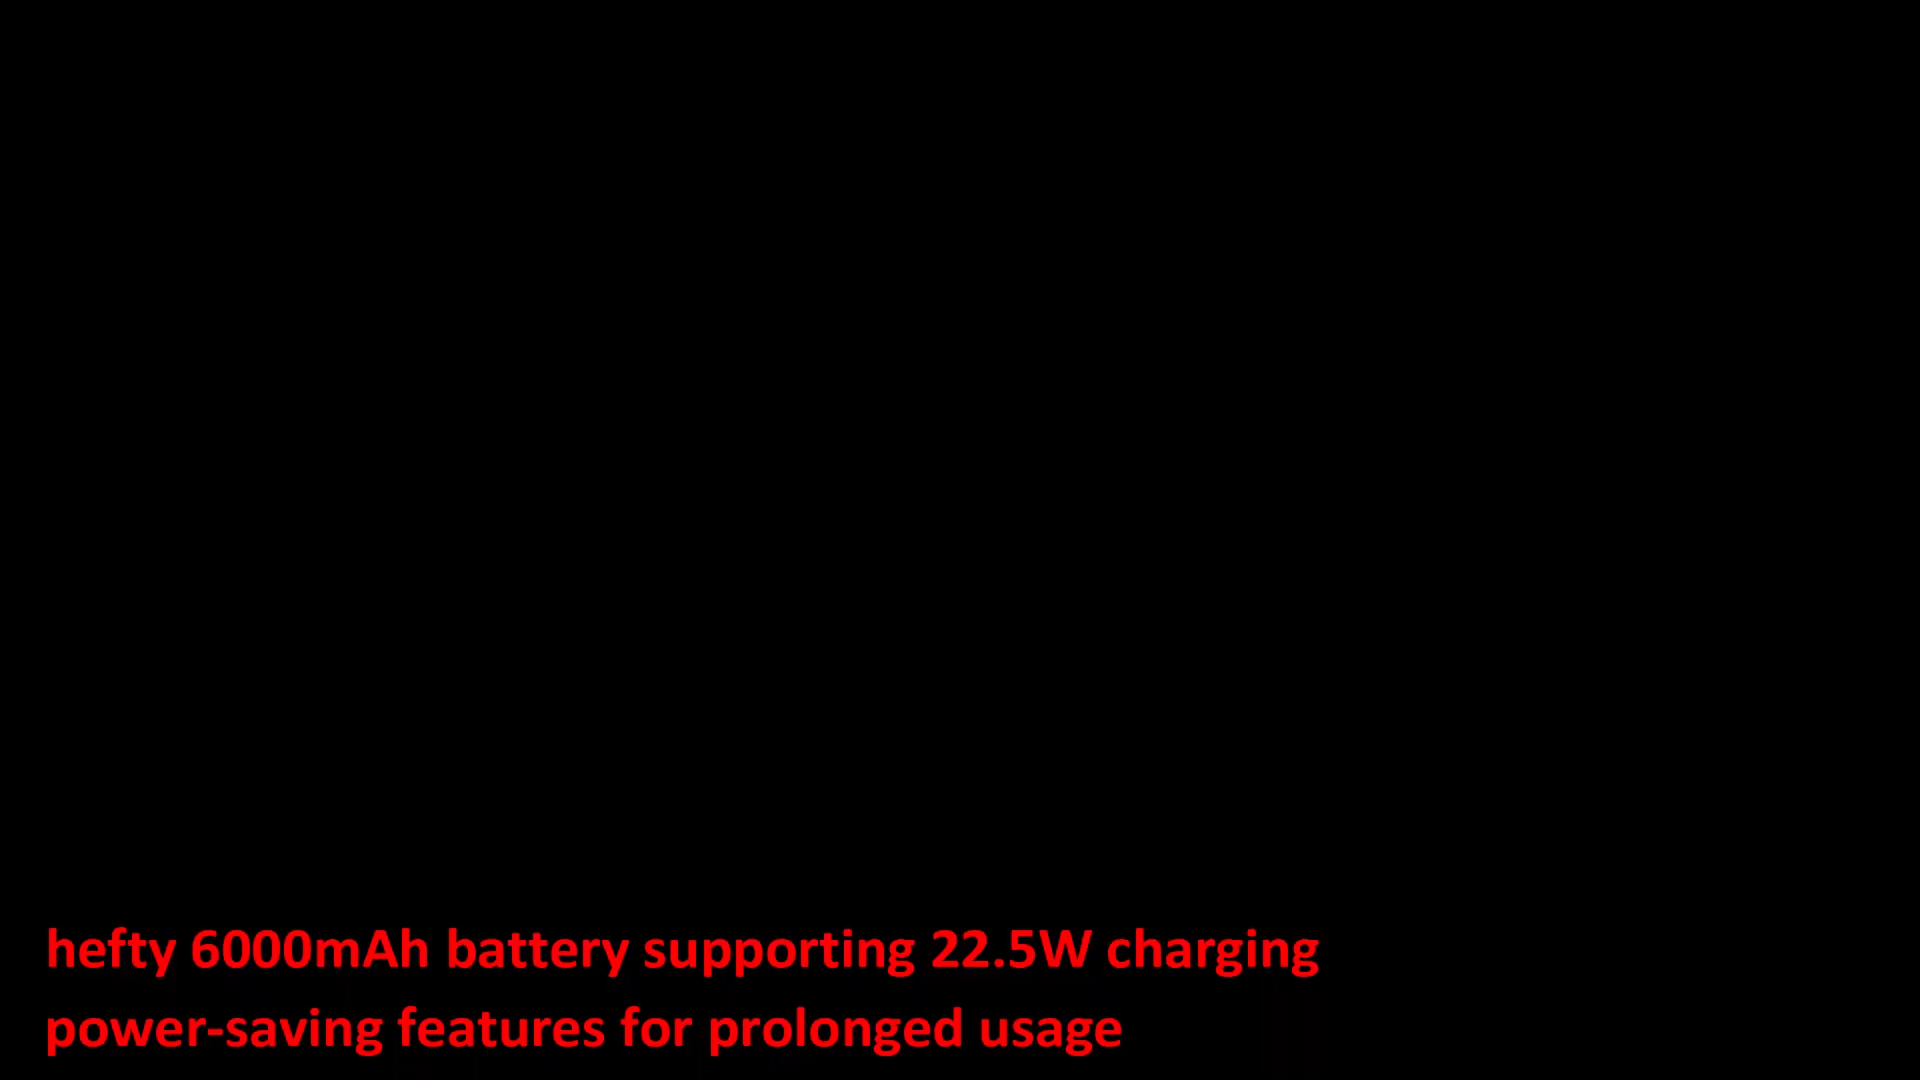 hefty 6000mAh battery supporting 22.5W charging
power-saving features for prolonged usage